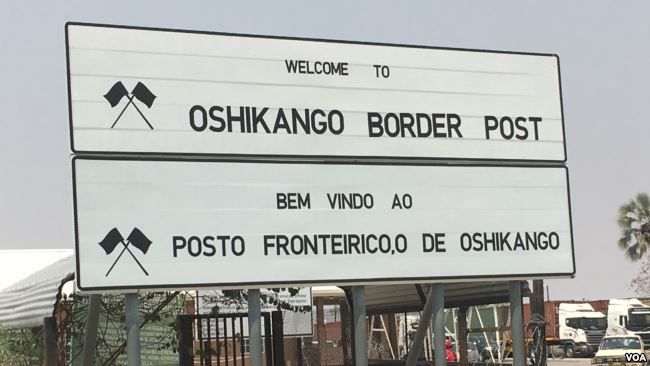 WELCOME TO
OSHIKANGO BORDER POST
BEM VINDO AO
POSTO FRONTEIRICO,O DE OSHIKANGO
VOA